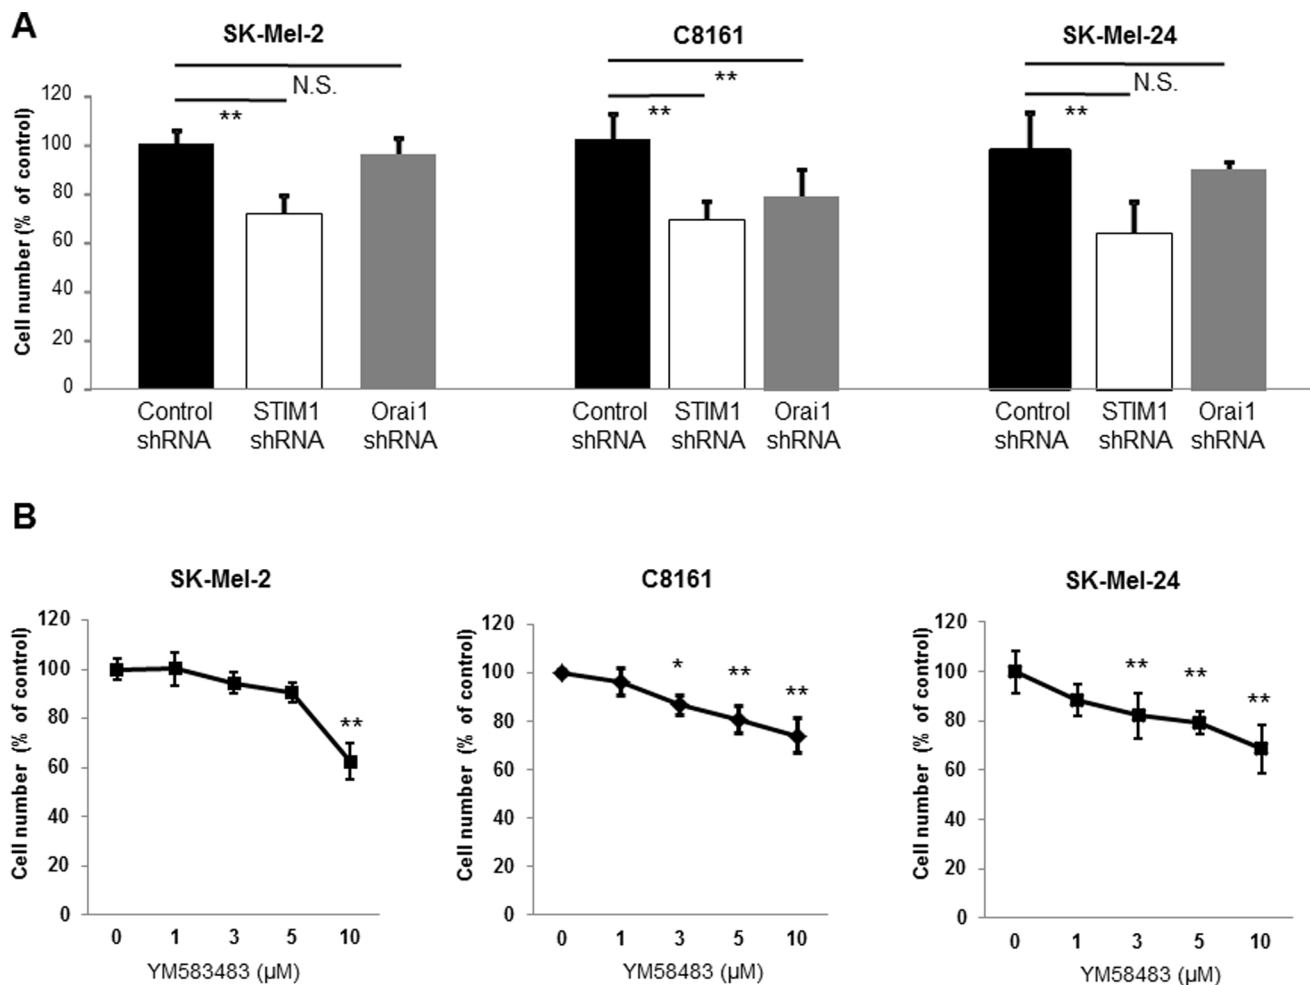 A
SK-Mel-2
C8161
SK-Mel-24
N.S.
**
**
**
N.S.
**
Cell number (% of control)
120
100
80
60
40
20
0
Control
shRNA
STIM1
shRNA
Orai1
shRNA
Control
shRNA
STIM1
shRNA
Orai1
shRNA
Control
shRNA
STIM1
shRNA
Orai1
shRNA
B
SK-Mel-2
Cell number (% of control)
120
100
80
60
40
20
0
**
0 1 3 5 10
YM583483 (μM)
C8161
Cell number (% of control)
120
100
80
60
40
20
0
* ** **
0 1 3 5 10
YM58483 (μM)
SK-Mel-24
Cell number (% of control)
120
100
80
60
40
20
0
** ** **
0 1 3 5 10
YM58483 (μM)